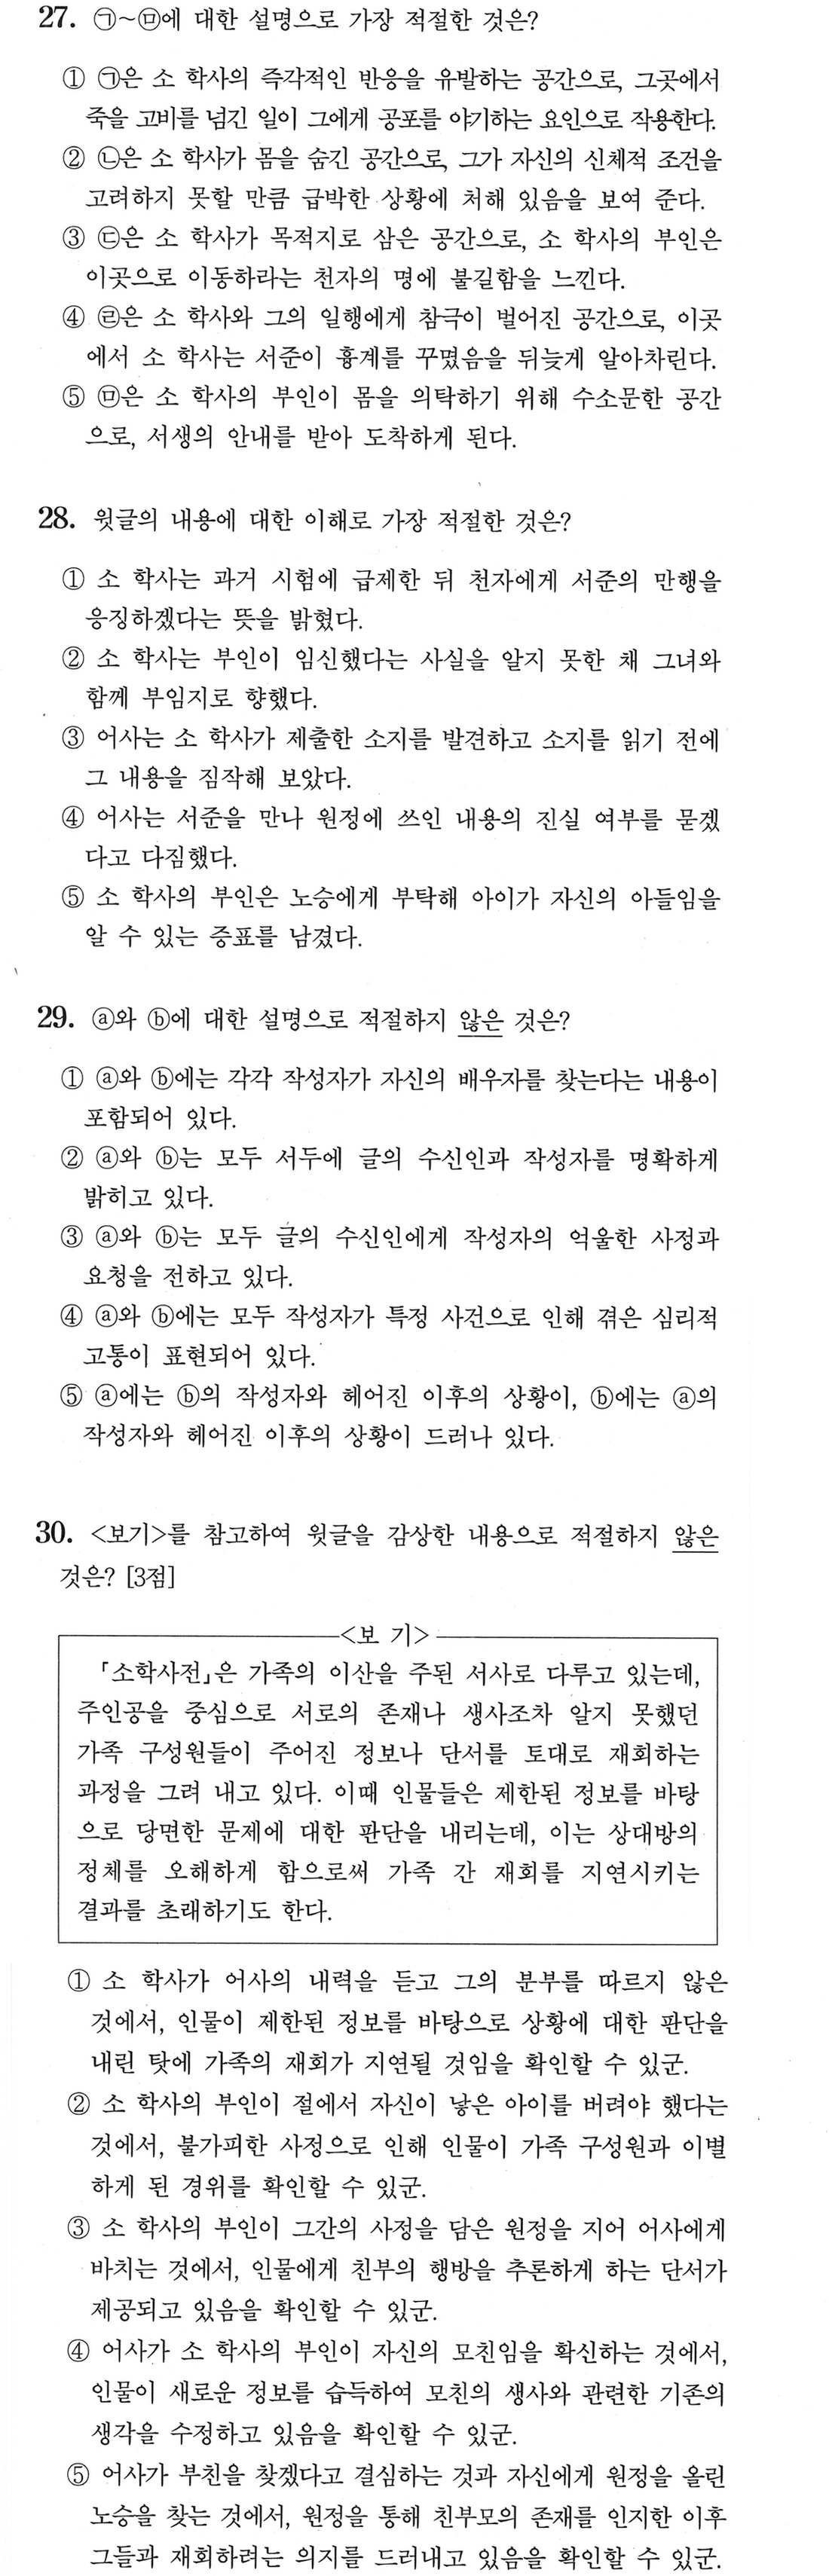 27. ㉠~㉤에 대한 설명으로 가장 적절한 것은?
① ㉠은 소 학사의 즉각적인 반응을 유발하는 공간으로, 그곳에서
죽을 고비를 넘긴 일이 그에게 공포를 야기하는 요인으로 작용한다.
② ㉡은 소 학사가 몸을 숨긴 공간으로, 그가 자신의 신체적 조건을
고려하지 못할 만큼 급박한 상황에 처해 있음을 보여 준다.
③ ㉢은 소 학사가 목적지로 삼은 공간으로, 소 학사의 부인은
이곳으로 이동하라는 천자의 명에 불길함을 느낀다.
④ ㉣은 소 학사와 그의 일행에게 참극이 벌어진 공간으로, 이곳
에서 소 학사는 서준이 흉계를 꾸몄음을 뒤늦게 알아차린다.
⑤ ㉤은 소 학사의 부인이 몸을 의탁하기 위해 수소문한 공간
으로, 서생의 안내를 받아 도착하게 된다.
28. 윗글의 내용에 대한 이해로 가장 적절한 것은?
① 소 학사는 과거 시험에 급제한 뒤 천자에게 서준의 만행을
응징하겠다는 뜻을 밝혔다.
② 소 학사는 부인이 임신했다는 사실을 알지 못한 채 그녀와
함께 부임지로 향했다.
③ 어사는 소 학사가 제출한 소지를 발견하고 소지를 읽기 전에
그 내용을 짐작해 보았다.
④ 어사는 서준을 만나 원정에 쓰인 내용의 진실 여부를 묻겠
다고 다짐했다.
⑤ 소 학사의 부인은 노승에게 부탁해 아이가 자신의 아들임을
알 수 있는 증표를 남겼다.
29. ⓐ와 ⓑ에 대한 설명으로 적절하지 않은 것은?
① ⓐ와 ⓑ에는 각각 작성자가 자신의 배우자를 찾는다는 내용이
포함되어 있다.
② ⓐ와 ⓑ는 모두 서두에 글의 수신인과 작성자를 명확하게
밝히고 있다.
③ ⓐ와 ⓑ는 모두 글의 수신인에게 작성자의 억울한 사정과
요청을 전하고 있다.
④ ⓐ와 ⓑ에는 모두 작성자가 특정 사건으로 인해 겪은 심리적
고통이 표현되어 있다.
⑤ ⓐ에는 ⓑ의 작성자와 헤어진 이후의 상황이, ⓑ에는 ⓐ의
작성자와 헤어진 이후의 상황이 드러나 있다.
30. <보기>를 참고하여 윗글을 감상한 내용으로 적절하지 않은
것은? [3점]
<보 기>
「소학사전」은 가족의 이산을 주된 서사로 다루고 있는데,
주인공을 중심으로 서로의 존재나 생사조차 알지 못했던
가족 구성원들이 주어진 정보나 단서를 토대로 재회하는
과정을 그려 내고 있다. 이때 인물들은 제한된 정보를 바탕
으로 당면한 문제에 대한 판단을 내리는데, 이는 상대방의
정체를 오해하게 함으로써 가족 간 재회를 지연시키는
결과를 초래하기도 한다.
① 소 학사가 어사의 내력을 듣고 그의 분부를 따르지 않은
것에서, 인물이 제한된 정보를 바탕으로 상황에 대한 판단을
내린 탓에 가족의 재회가 지연될 것임을 확인할 수 있군.
② 소 학사의 부인이 절에서 자신이 낳은 아이를 버려야 했다는
것에서, 불가피한 사정으로 인해 인물이 가족 구성원과 이별
하게 된 경위를 확인할 수 있군.
③ 소 학사의 부인이 그간의 사정을 담은 원정을 지어 어사에게
바치는 것에서, 인물에게 친부의 행방을 추론하게 하는 단서가
제공되고 있음을 확인할 수 있군.
④ 어사가 소 학사의 부인이 자신의 모친임을 확신하는 것에서,
인물이 새로운 정보를 습득하여 모친의 생사와 관련한 기존의
생각을 수정하고 있음을 확인할 수 있군.
⑤ 어사가 부친을 찾겠다고 결심하는 것과 자신에게 원정을 올린
노승을 찾는 것에서, 원정을 통해 친부모의 존재를 인지한 이후
그들과 재회하려는 의지를 드러내고 있음을 확인할 수 있군.